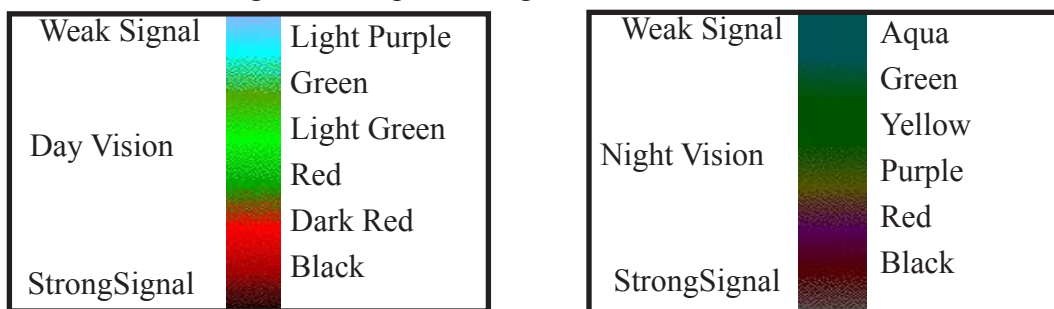 Weak Signal
Light Purple
Green
Day Vision
Light Green
Red
Dark Red
StrongSignal
Black
Weak Signal
Aqua
Green
Yellow
Night Vision
Purple
Red
StrongSignal
Black